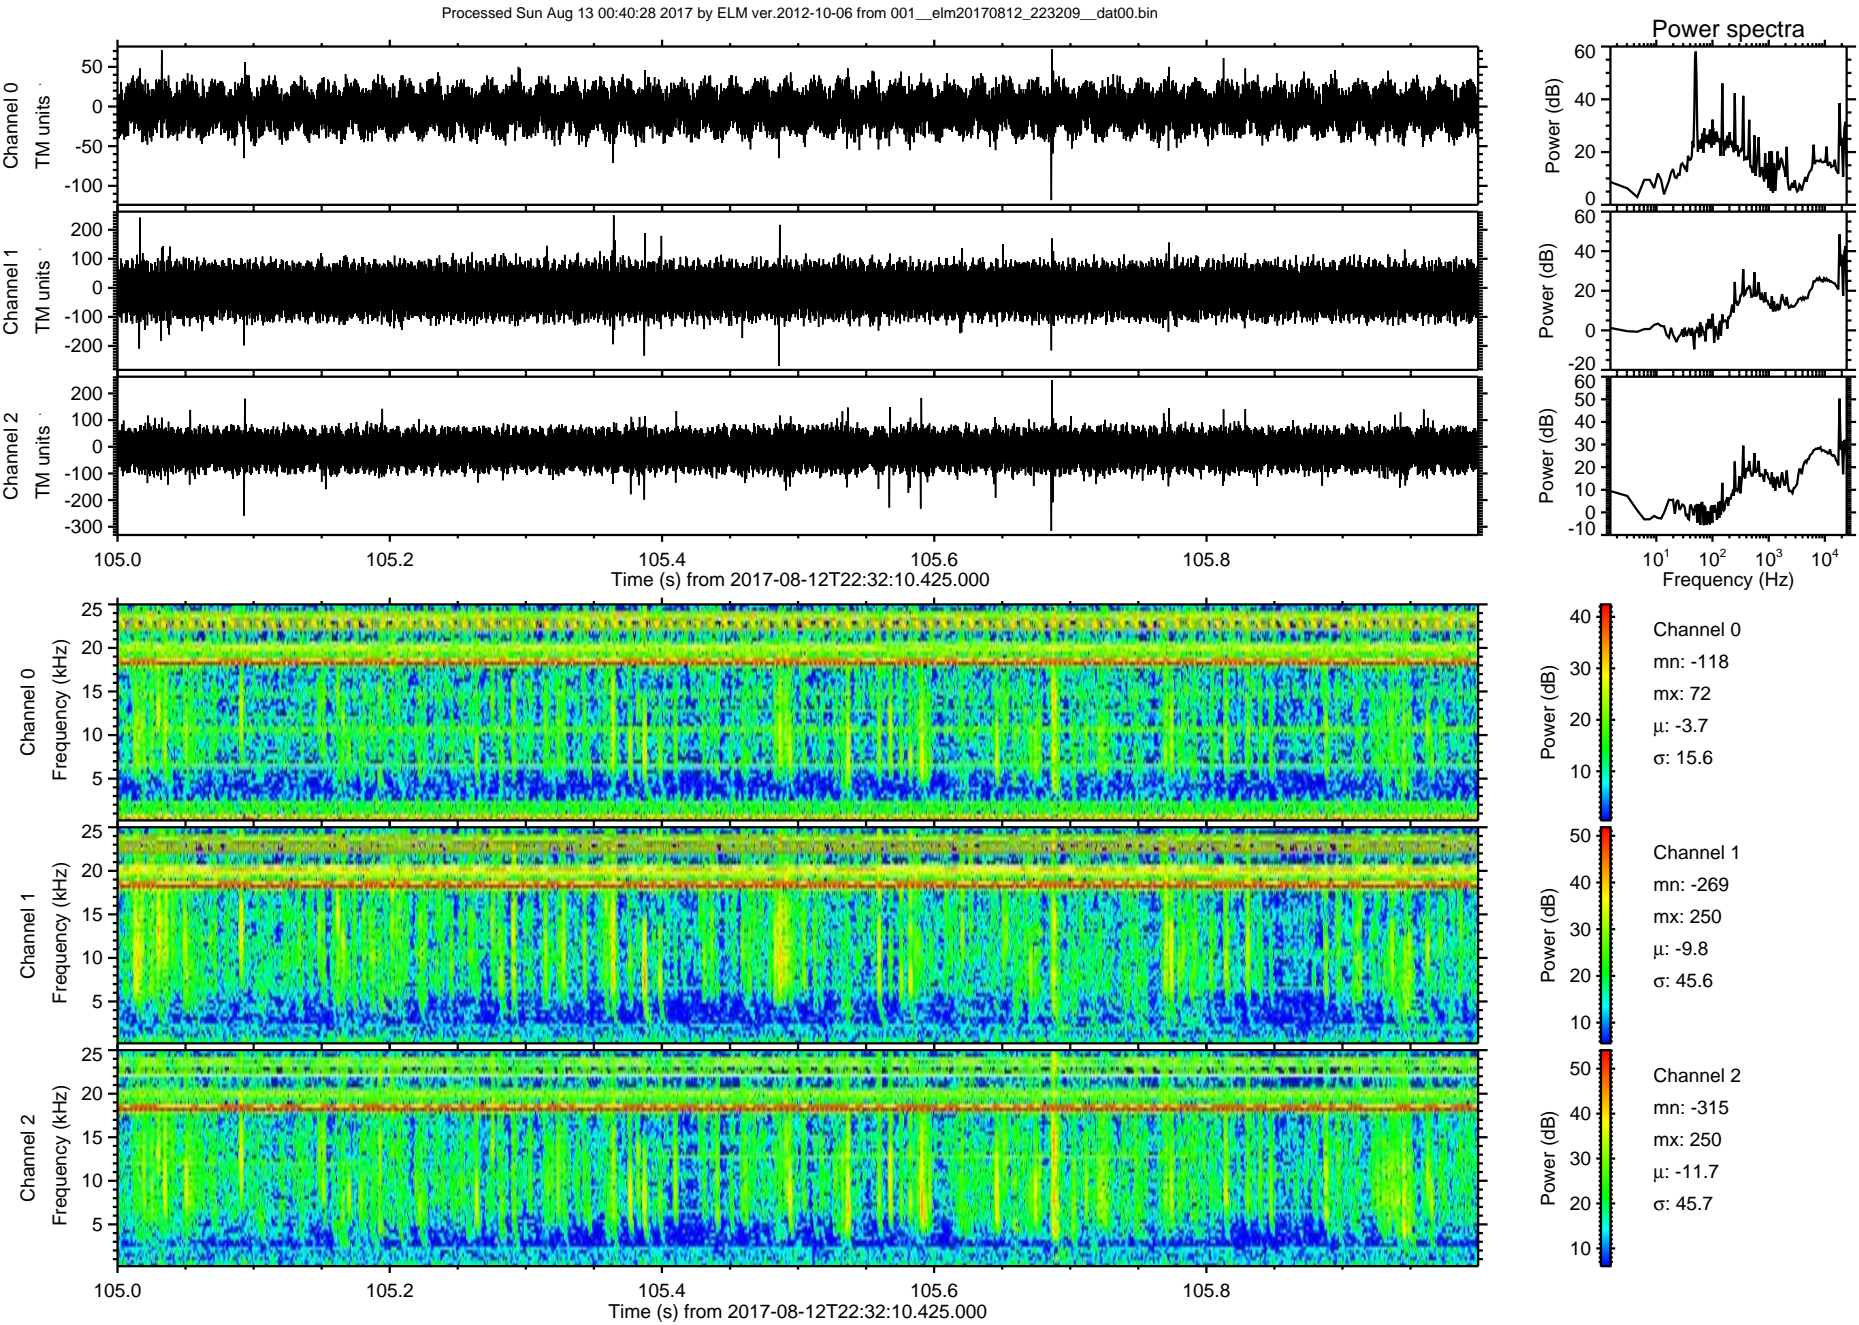 Processed Sun Aug 13 00:40:28 2017 by ELM ver.2012-10-06 from 001__elm20170812_223209__dat00.bin
Power spectra
Channel 0
TM units
50
0
-50
-100
Power (dB)
60
40
20
0
Channel 1
TM units
200
100
0
-100
-200
Power (dB)
60
40
20
0
-20
Channel 2
TM units
200
100
0
-100
-200
-300
Power (dB)
60
50
40
30
20
10
0
-10
105.0 105.2 105.4 105.6 105.8
Time (s) from 2017-08-12T22:32:10.425.000
10^1 10^2 10^3 10^4
Frequency (Hz)
Channel 0
Frequency (kHz)
25
20
15
10
5
Power (dB)
40
30
20
10
Channel 0
mn: -118
mx: 72
μ: -3.7
σ: 15.6
Channel 1
Frequency (kHz)
25
20
15
10
5
Power (dB)
50
40
30
20
10
Channel 1
mn: -269
mx: 250
μ: -9.8
σ: 45.6
Channel 2
Frequency (kHz)
25
20
15
10
5
Power (dB)
50
40
30
20
10
Channel 2
mn: -315
mx: 250
μ: -11.7
σ: 45.7
105.0 105.2 105.4 105.6 105.8
Time (s) from 2017-08-12T22:32:10.425.000